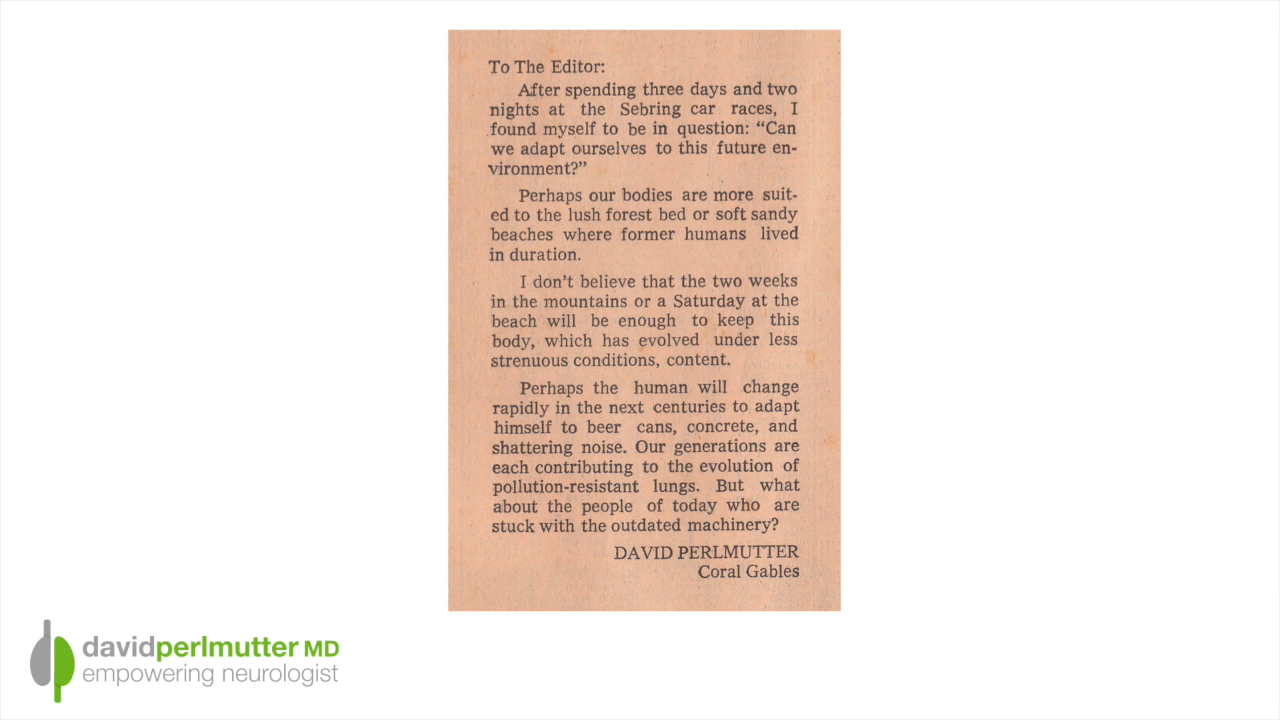 To The Editor:
After spending three days and two
nights at the Sebring car races, I
found myself to be in question: “Can
we adapt ourselves to this future en-
vironment?”
Perhaps our bodies are more suit-
ed to the lush forest bed or soft sandy
beaches where former humans lived
in duration.
I don’t believe that the two weeks
in the mountains or a Saturday at the
beach will be enough to keep this
body, which has evolved under less
strenuous conditions, content.
Perhaps the human will change
rapidly in the next centuries to adapt
himself to beer cans, concrete, and
shattering noise. Our generations are
each contributing to the evolution of
pollution-resistant lungs. But what
about the people of today who are
stuck with the outdated machinery?
DAVID PERLMUTTER
Coral Gables
davidperlmutter MD
empowering neurologist